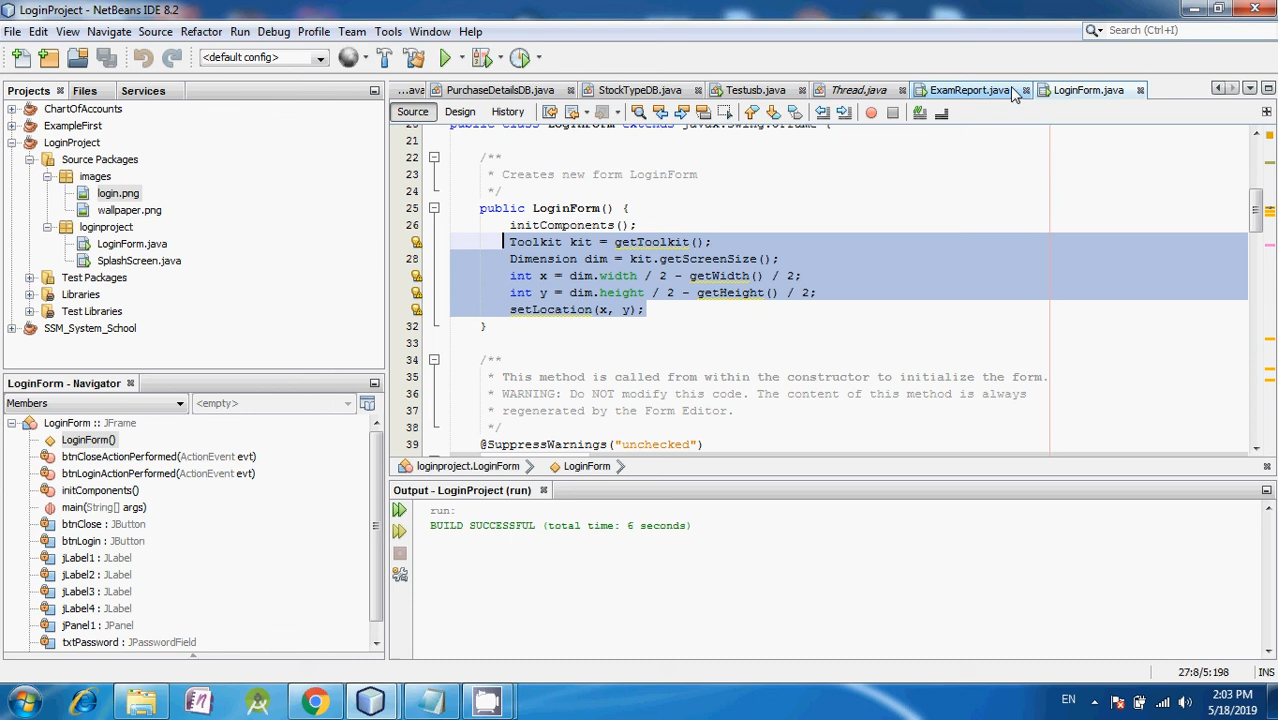 LoginProject - NetBeans IDE 8.2
File Edit View Navigate Source Refactor Run Debug Profile Team Tools Window Help
Search (Ctrl+I)
<default config>
Projects Files Services
...ava PurchaseDetailsDB.java StockTypeDB.java Testusb.java Thread.java ExamReport.java LoginForm.java
Source Design History
ChartOfAccounts
ExampleFirst
LoginProject
Source Packages
images
login.png
wallpaper.png
loginproject
LoginForm.java
SplashScreen.java
Test Packages
Libraries
Test Libraries
SSM_System_School
20 public class LoginForm extends javax.swing.JFrame {
21
22 /**
23 * Creates new form LoginForm
24 */
25 public LoginForm() {
26 initComponents();
Toolkit kit = getToolkit();
28 Dimension dim = kit.getScreenSize();
int x = dim.width / 2 - getWidth() / 2;
int y = dim.height / 2 - getHeight() / 2;
setLocation(x, y);
32 }
33
34 /**
35 * This method is called from within the constructor to initialize the form.
36 * WARNING: Do NOT modify this code. The content of this method is always
37 * regenerated by the Form Editor.
38 */
39 @SuppressWarnings("unchecked")
loginproject.LoginForm LoginForm
LoginForm - Navigator
Members <empty>
LoginForm :: JFrame
LoginForm()
btnCloseActionPerformed(ActionEvent evt)
btnLoginActionPerformed(ActionEvent evt)
initComponents()
main(String[] args)
btnClose : JButton
btnLogin : JButton
jLabel1 : JLabel
jLabel2 : JLabel
jLabel3 : JLabel
jLabel4 : JLabel
jPanel1 : JPanel
txtPassword : JPasswordField
Output - LoginProject (run)
run:
BUILD SUCCESSFUL (total time: 6 seconds)
27:8/5:198 INS
EN
2:03 PM
5/18/2019